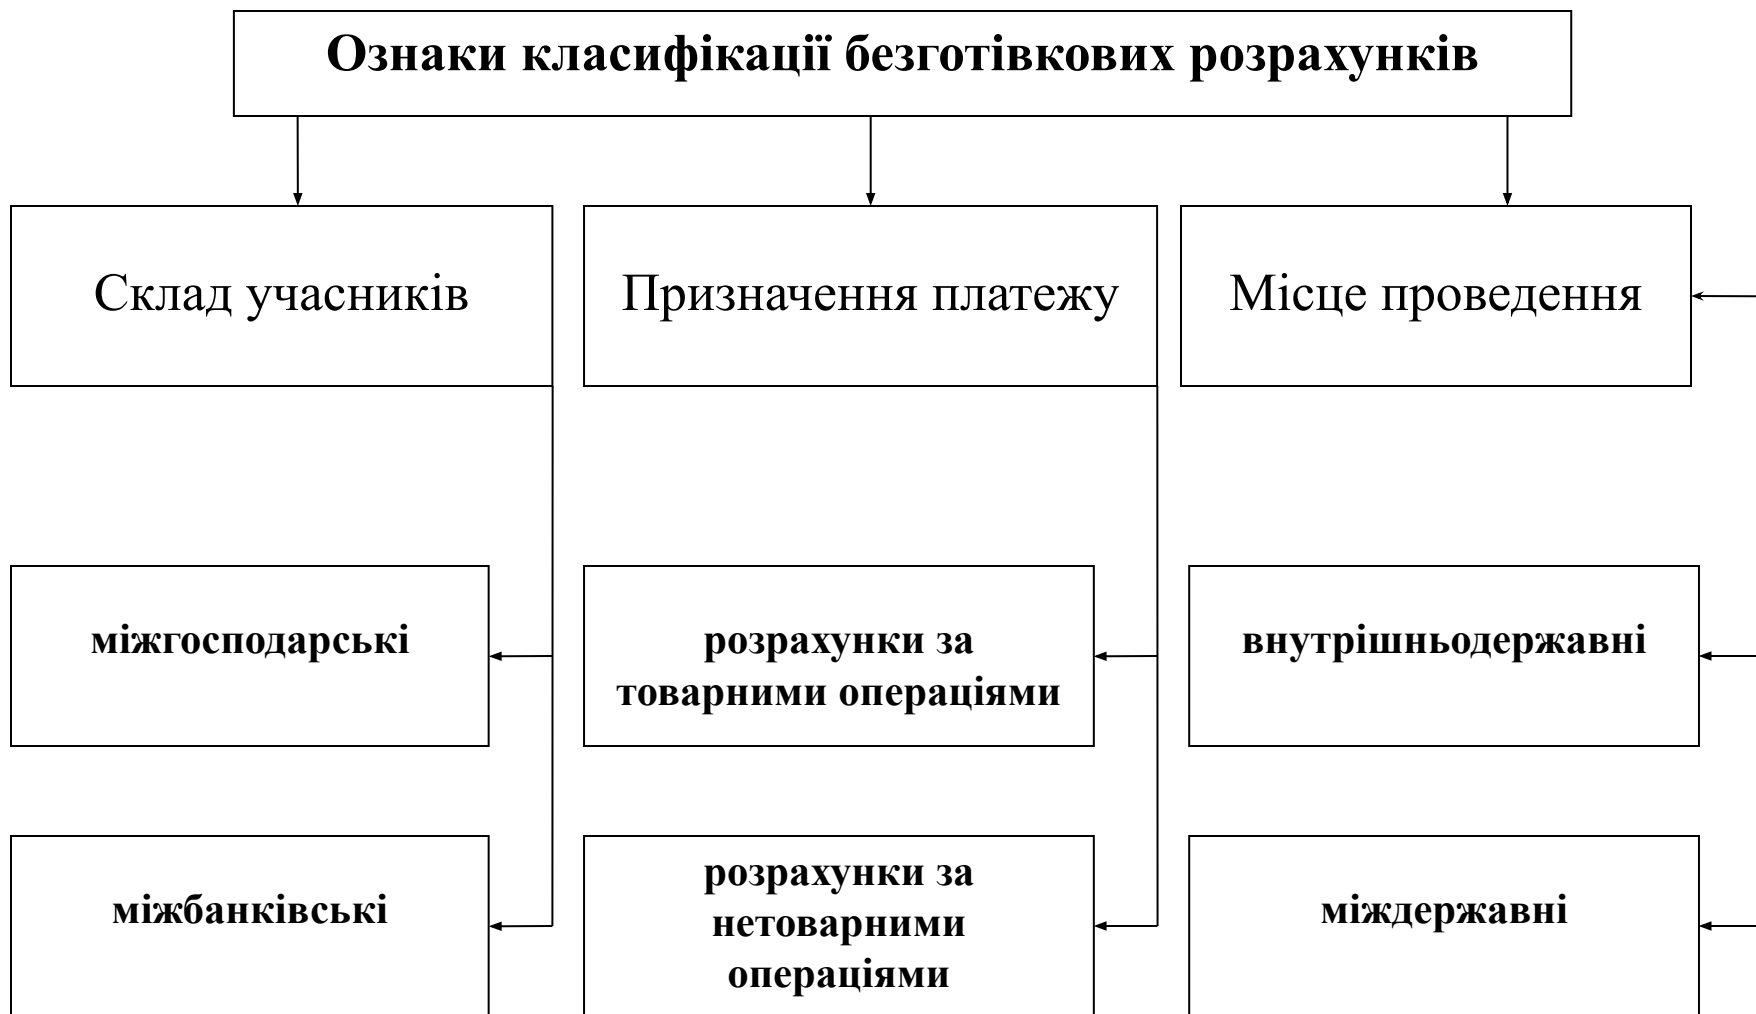 Ознаки класифікації безготівкових розрахунків
Склад учасників
Призначення платежу
Місце проведення
міжгосподарські
розрахунки за
товарними операціями
внутрішньодержавні
міжбанківські
розрахунки за
нетоварними
операціями
міждержавні